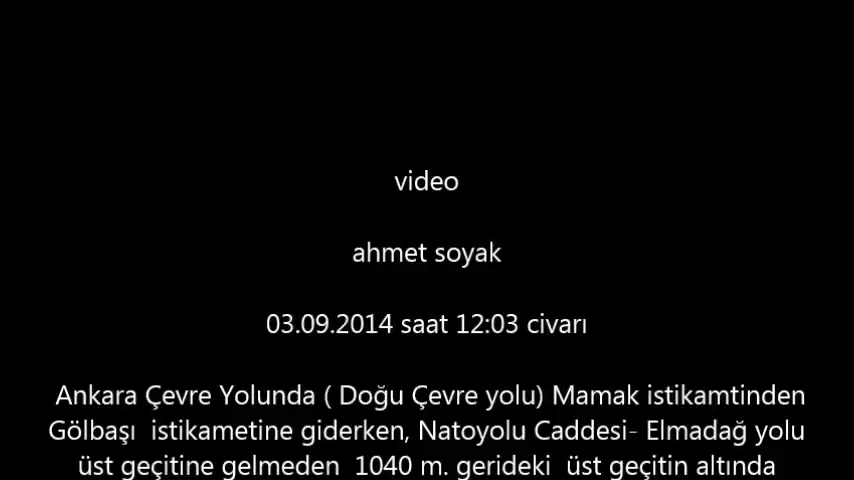 video
ahmet soyak
03.09.2014 saat 12:03 civarı
Ankara Çevre Yolunda ( Doğu Çevre yolu) Mamak istikamtinden
Gölbaşı  istikametine giderken, Natoyolu Caddesi- Elmadağ yolu
üst geçitine gelmeden  1040 m. gerideki  üst geçitin altında